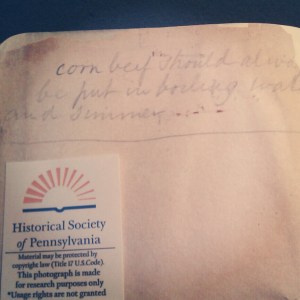 corn beef should alwa
be put in boiling wat
and simmer
Historical Society
of Pennsylvania
Material may be protected by
copyright law (Title 17 U.S.Code).
This photograph is made
for research purposes only
*Usage rights are not granted